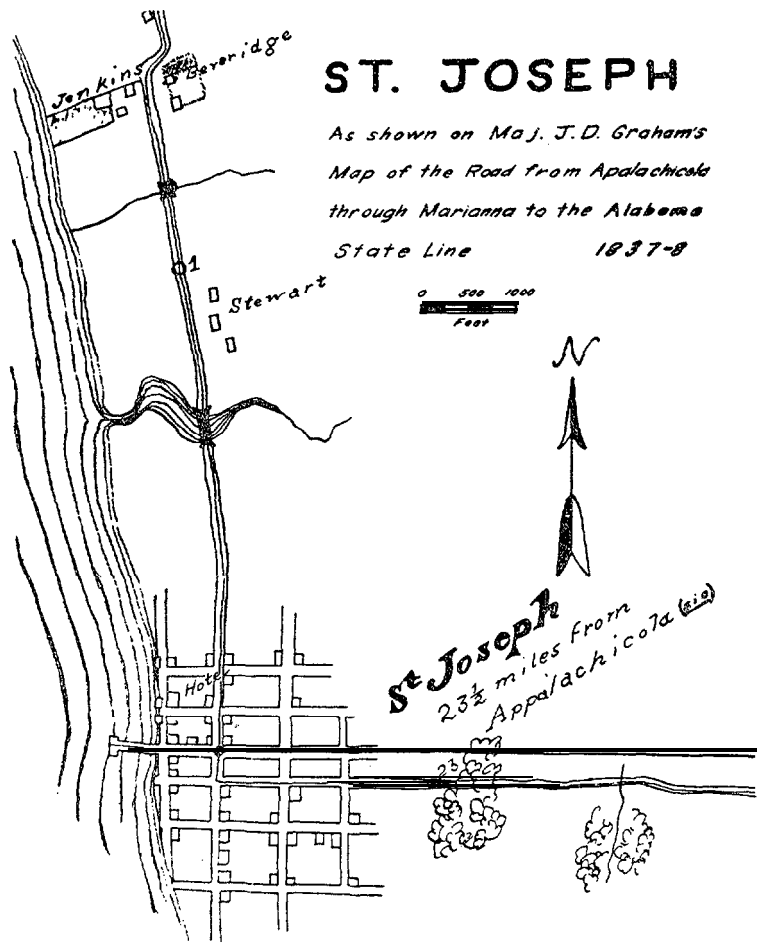 ST. JOSEPH
As shown on Maj. J.D. Graham's
Map of the Road from Apalachicola
through Marianna to the Alabama
State Line 1837-8
0 500 1000
Feet
N
Jenkins
Beveridge
1
Stewart
St Joseph
23½ miles from
Appalachicola (sic)
Hotel
23